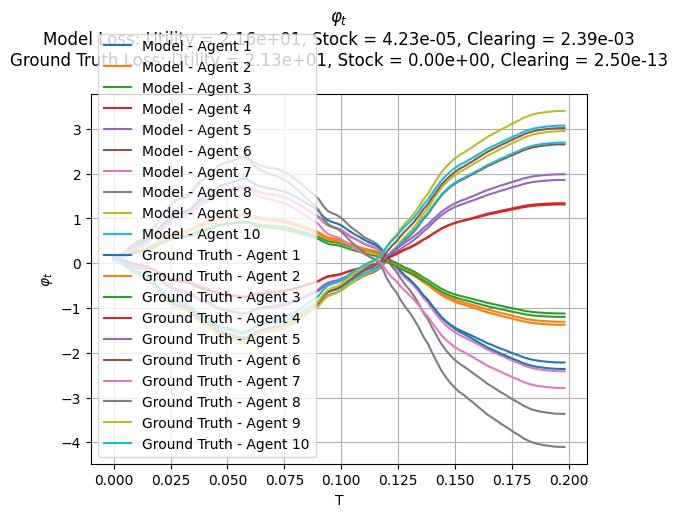 φt
Model Loss: Utility = 2.16e+01, Stock = 4.23e-05, Clearing = 2.39e-03
Ground Truth Loss: Utility = 2.13e+01, Stock = 0.00e+00, Clearing = 2.50e-13
Model - Agent 1
Model - Agent 2
Model - Agent 3
Model - Agent 4
Model - Agent 5
Model - Agent 6
Model - Agent 7
Model - Agent 8
Model - Agent 9
Model - Agent 10
Ground Truth - Agent 1
Ground Truth - Agent 2
Ground Truth - Agent 3
Ground Truth - Agent 4
Ground Truth - Agent 5
Ground Truth - Agent 6
Ground Truth - Agent 7
Ground Truth - Agent 8
Ground Truth - Agent 9
Ground Truth - Agent 10
3
2
1
0
−1
−2
−3
−4
φt
0.000 0.025 0.050 0.075 0.100 0.125 0.150 0.175 0.200
T